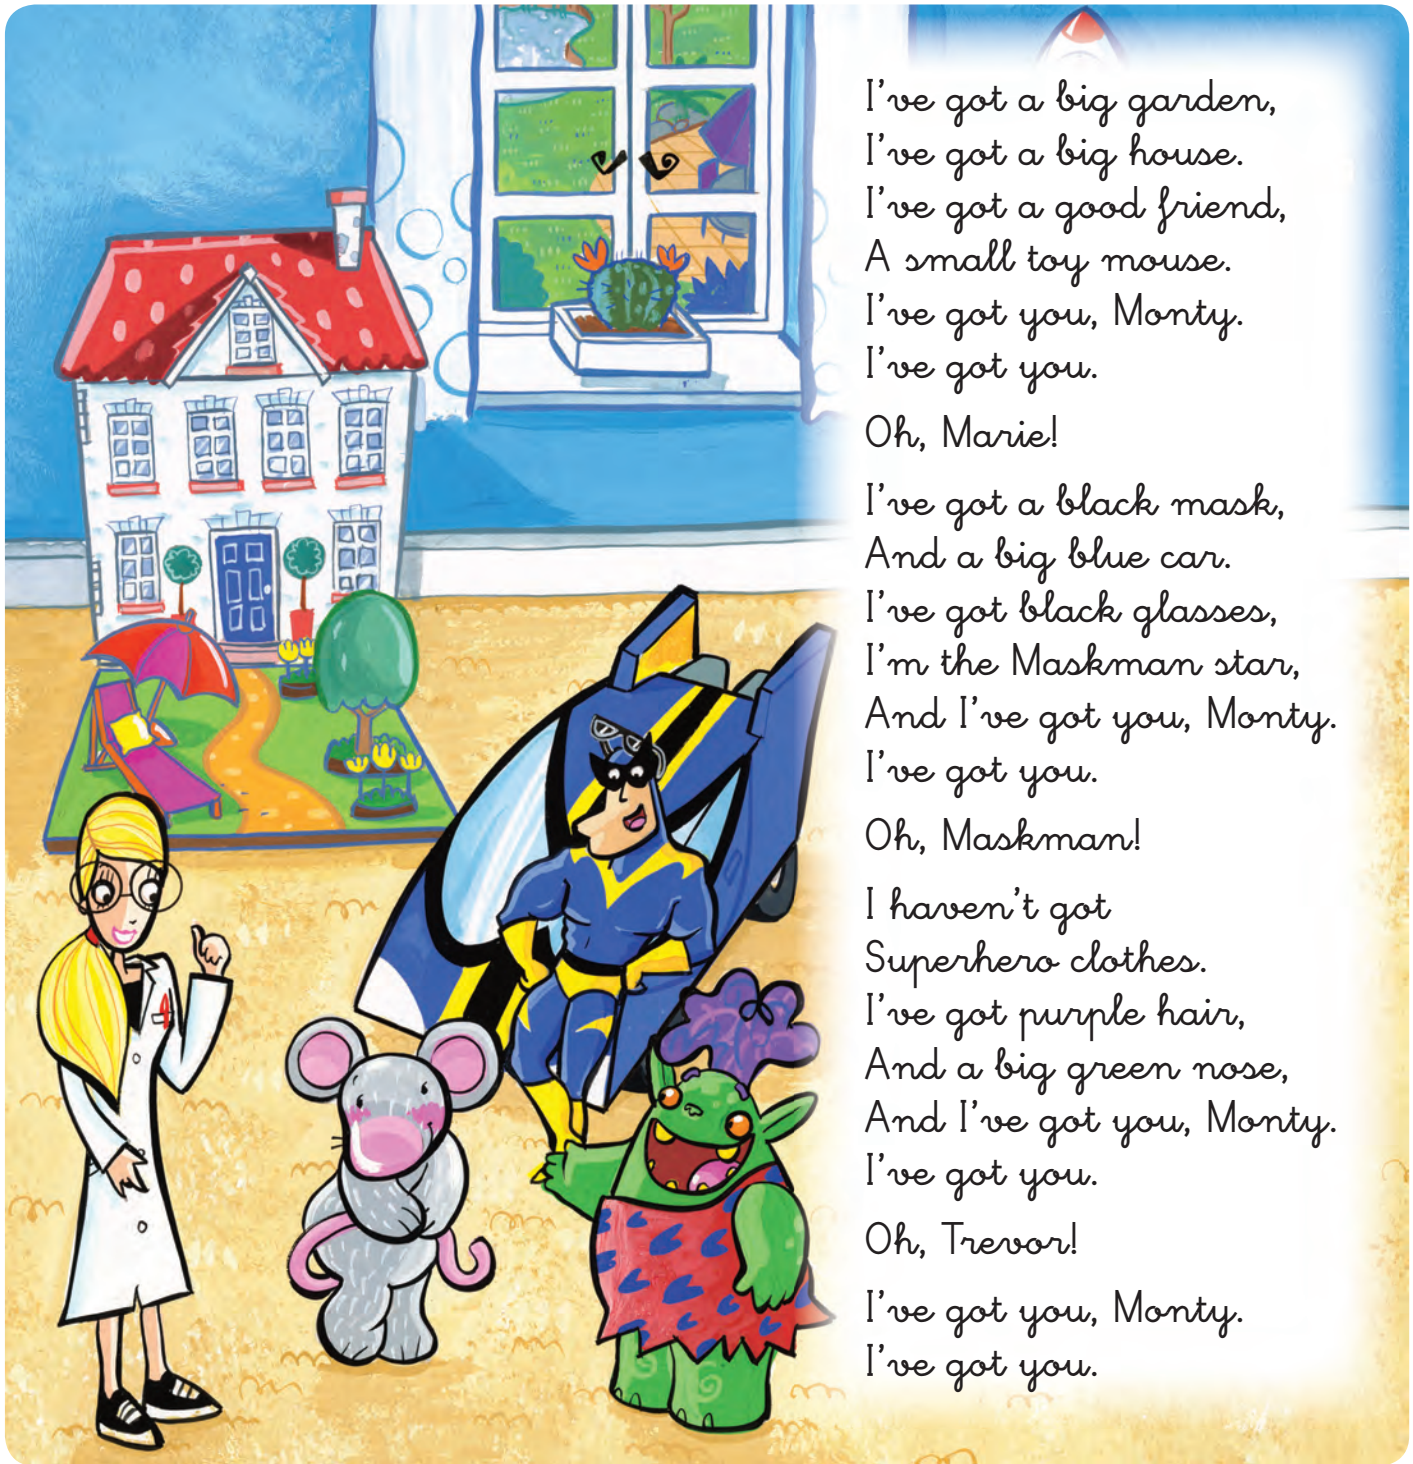 I've got a big garden,
I've got a big house.
I've got a good friend,
A small toy mouse.
I've got you, Monty.
I've got you.
Oh, Marie!
I've got a black mask,
And a big blue car.
I've got black glasses,
I'm the Maskman star,
And I've got you, Monty.
I've got you.
Oh, Maskman!
I haven't got
Superhero clothes.
I've got purple hair,
And a big green nose,
And I've got you, Monty.
I've got you.
Oh, Trevor!
I've got you, Monty.
I've got you.